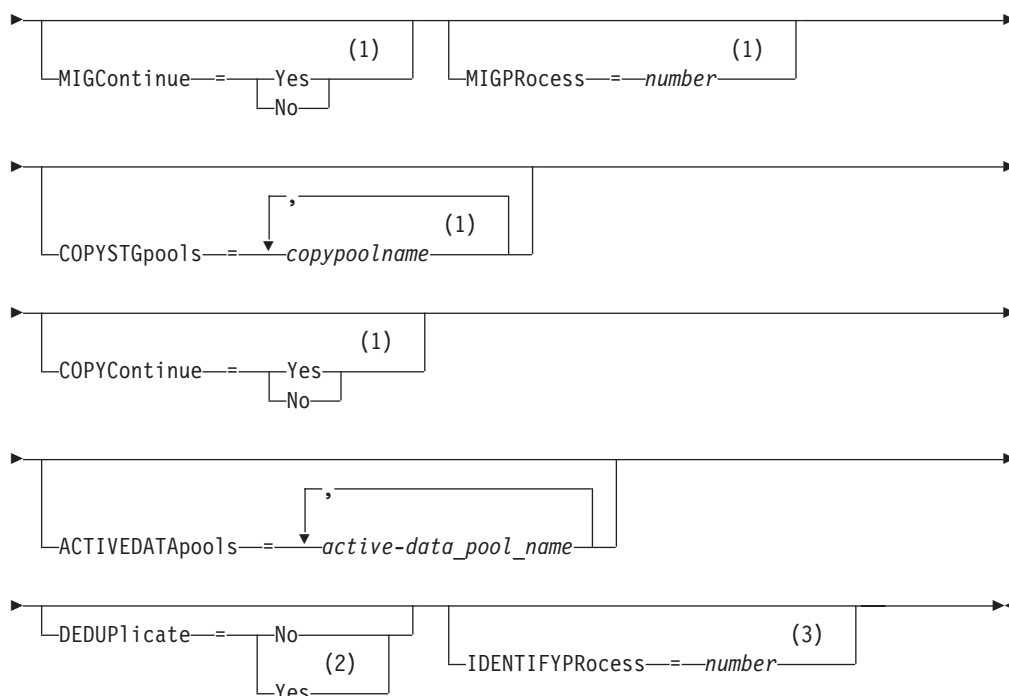 (1) (1)
MIGContinue = Yes MIGPRocess = number
No
,
(1)
COPYSTGpools = copypoolname
(1)
COPYContinue = Yes
No
,
ACTIVEDATApools = active-data_pool_name
DEDUPlicate = No (3)
(2) IDENTIFYPRocess = number
Yes